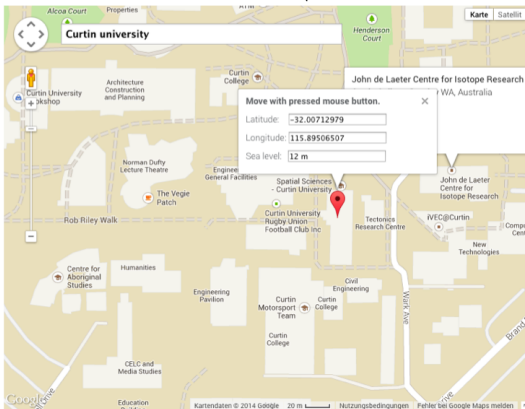 Alcoa Court
Properties
Karte
Satellit
Curtin university
Henderson
Court
Curtin
College
John de Laeter Centre for Isotope Research
WA, Australia
Curtin University
Architecture
Construction
and Planning
Move with pressed mouse button.
Latitude:
-32.00712979
Longitude:
115.89506507
Sea level:
12 m
Norman Dufty
Lecture Theatre
General Facilities
Spatial Sciences
- Curtin University
John de Laeter
Centre for
Isotope Research
The Vegie
Patch
Curtin University
Rugby Union
Football Club Inc
Rob Riley Walk
Tectonics
Research Centre
iVEC@Curtin
New
Technologies
Centre for
Aboriginal
Studies
Humanities
Engineering
Pavilion
Civil
Engineering
Curtin
Motorsport
Team
Curtin
College
Curtin
College
Wark Ave
Brand
CELC and
Media Studies
Education
Google
Drive
Kartendaten © 2014 Google
20 m
Nutzungsbedingungen
Fehler bei Google Maps melden